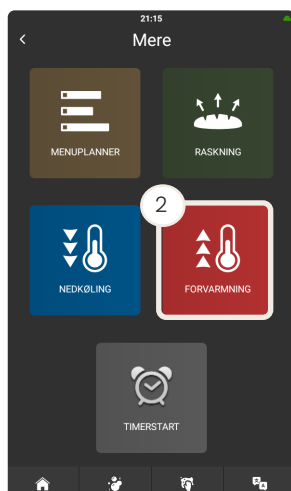 21:15
Mere
MENUPLANNER
RASKNING
2
NEDKØLING
FORVARMNING
TIMERSTART